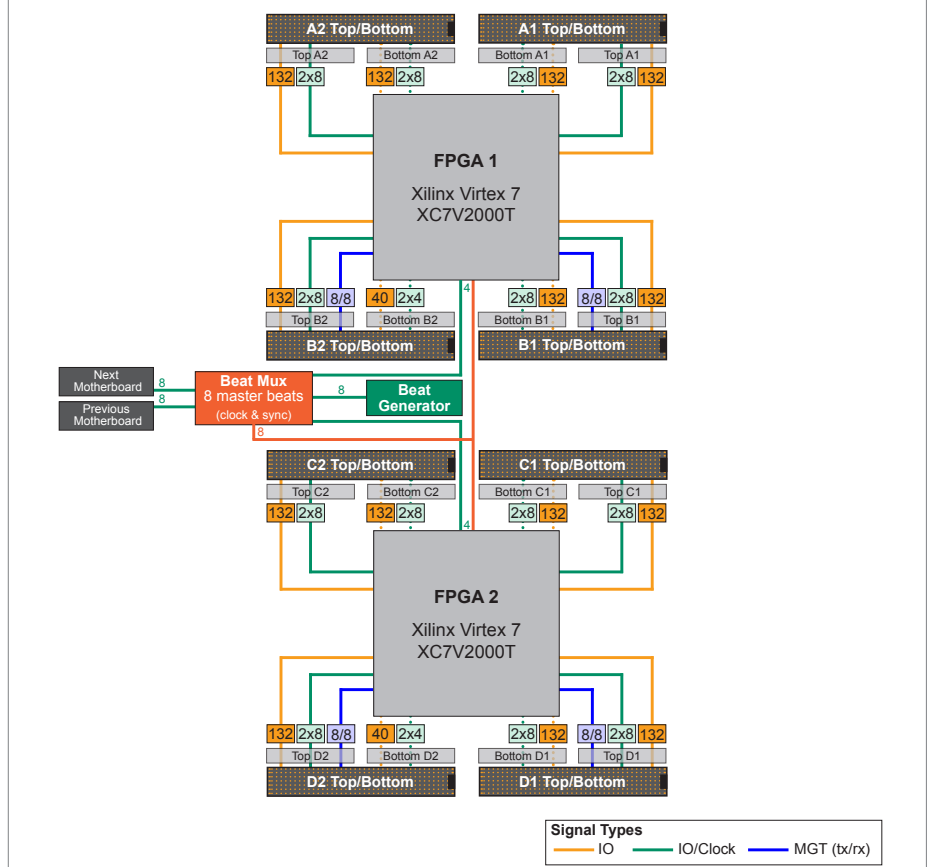 A2 Top/Bottom
A1 Top/Bottom
Top A2
Bottom A2
Bottom A1
Top A1
132 2x8
132 2x8
2x8 132
2x8 132
FPGA 1
Xilinx Virtex 7
XC7V2000T
4
132 2x8 8/8
40 2x4
2x8 132
8/8 2x8 132
Top B2
Bottom B2
Bottom B1
Top B1
B2 Top/Bottom
B1 Top/Bottom
Next
Motherboard
8
8
Previous
Motherboard
Beat Mux
8 master beats
(clock & sync)
8
8
Beat
Generator
C2 Top/Bottom
C1 Top/Bottom
Top C2
Bottom C2
Bottom C1
Top C1
132 2x8
132 2x8
2x8 132
2x8 132
4
FPGA 2
Xilinx Virtex 7
XC7V2000T
132 2x8 8/8
40 2x4
2x8 132
8/8 2x8 132
Top D2
Bottom D2
Bottom D1
Top D1
D2 Top/Bottom
D1 Top/Bottom
Signal Types
IO
IO/Clock
MGT (tx/rx)